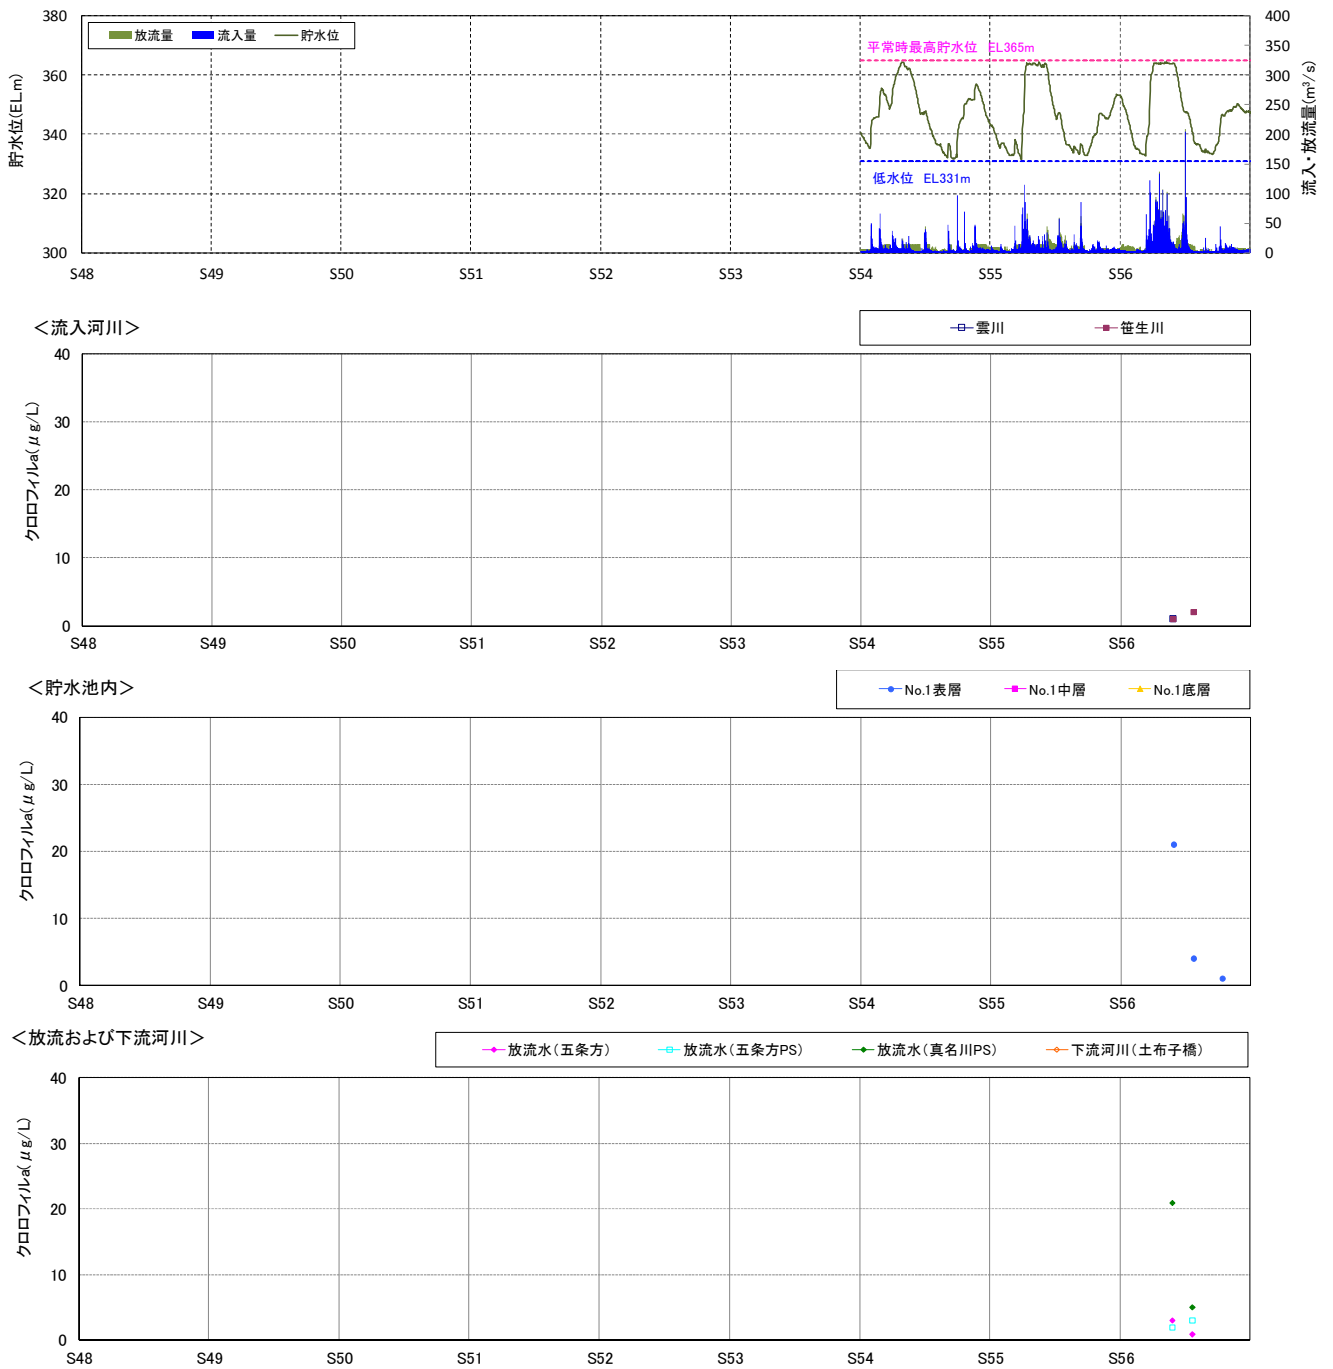 放流量 流入量 貯水位
平常時最高貯水位 EL365m
低水位 EL331m
貯水位(EL.m)
380
360
340
320
300
流入・放流量(m³/s)
400
350
300
250
200
150
100
50
0
S48 S49 S50 S51 S52 S53 S54 S55 S56
＜流入河川＞
雲川 笹生川
クロロフィルa(μg/L)
40
30
20
10
0
S48 S49 S50 S51 S52 S53 S54 S55 S56
＜貯水池内＞
No.1表層 No.1中層 No.1底層
クロロフィルa(μg/L)
40
30
20
10
0
S48 S49 S50 S51 S52 S53 S54 S55 S56
＜放流および下流河川＞
放流水（五条方） 放流水（五条方PS） 放流水（真名川PS） 下流河川（土布子橋）
クロロフィルa(μg/L)
40
30
20
10
0
S48 S49 S50 S51 S52 S53 S54 S55 S56